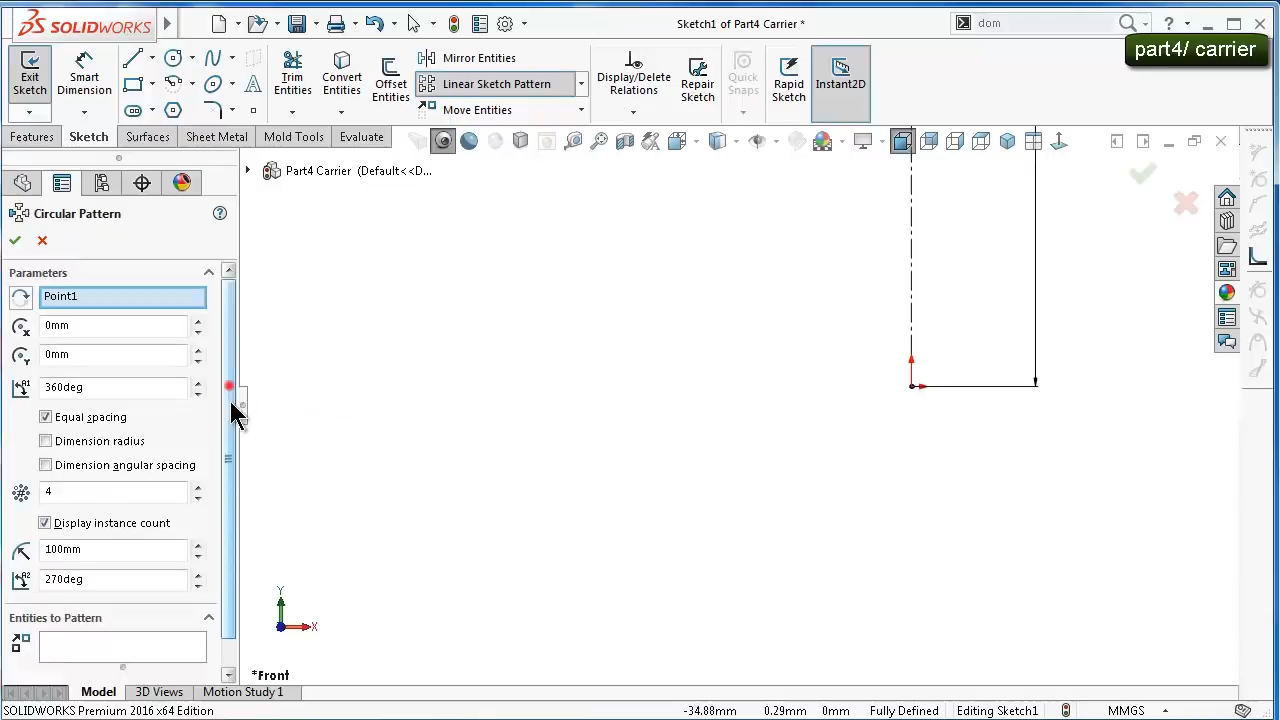 SOLIDWORKS
Sketch1 of Part4 Carrier *
dom
part4/ carrier
Exit Sketch
Smart Dimension
Trim Entities
Convert Entities
Offset Entities
Mirror Entities
Linear Sketch Pattern
Move Entities
Display/Delete Relations
Repair Sketch
Quick Snaps
Rapid Sketch
Instant2D
Features
Sketch
Surfaces
Sheet Metal
Mold Tools
Evaluate
Part4 Carrier (Default<<D...
Circular Pattern
Parameters
Point1
0mm
0mm
360deg
Equal spacing
Dimension radius
Dimension angular spacing
4
Display instance count
100mm
270deg
Entities to Pattern
Y
X
*Front
Model
3D Views
Motion Study 1
SOLIDWORKS Premium 2016 x64 Edition
-34.88mm
0.29mm
0mm
Fully Defined
Editing Sketch1
MMGS